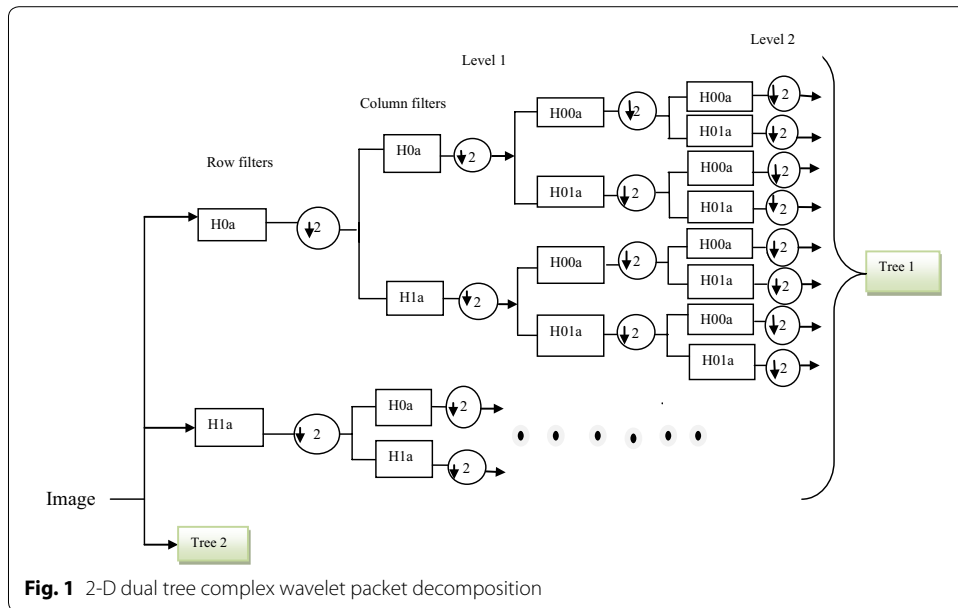 Level 2
Level 1
Column filters
Row filters
H00a
2
H00a
2
H01a
2
H0a
2
H00a
2
H01a
2
H01a
2
H0a
2
H00a
2
H00a
2
H01a
2
Tree 1
H1a
2
H01a
2
H00a
2
H01a
2
H1a
2
H0a
2
H1a
2
Image
Tree 2
Fig. 1 2-D dual tree complex wavelet packet decomposition